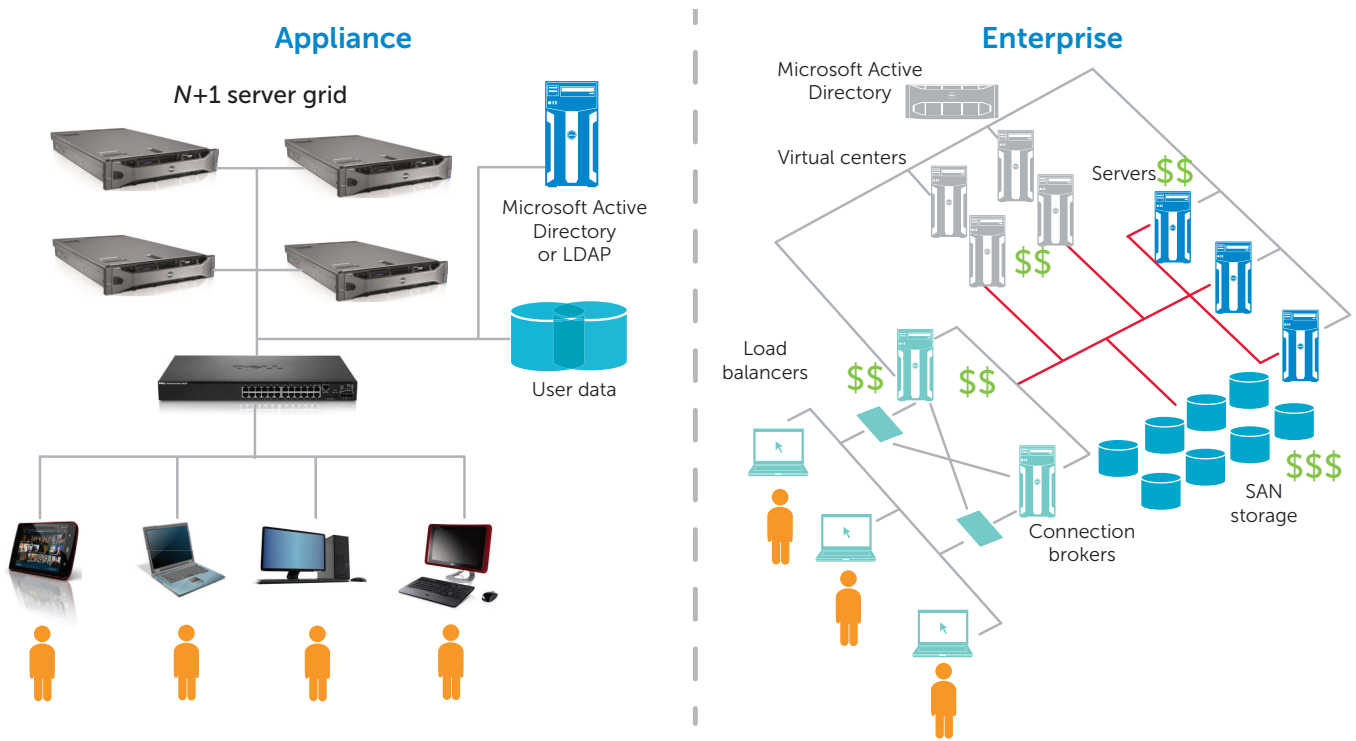 Appliance
N+1 server grid
Microsoft Active
Directory
or LDAP
User data
Enterprise
Microsoft Active
Directory
Virtual centers
$$
Servers
$$
Load
balancers
$$
$$
Connection
brokers
SAN
storage
$$$